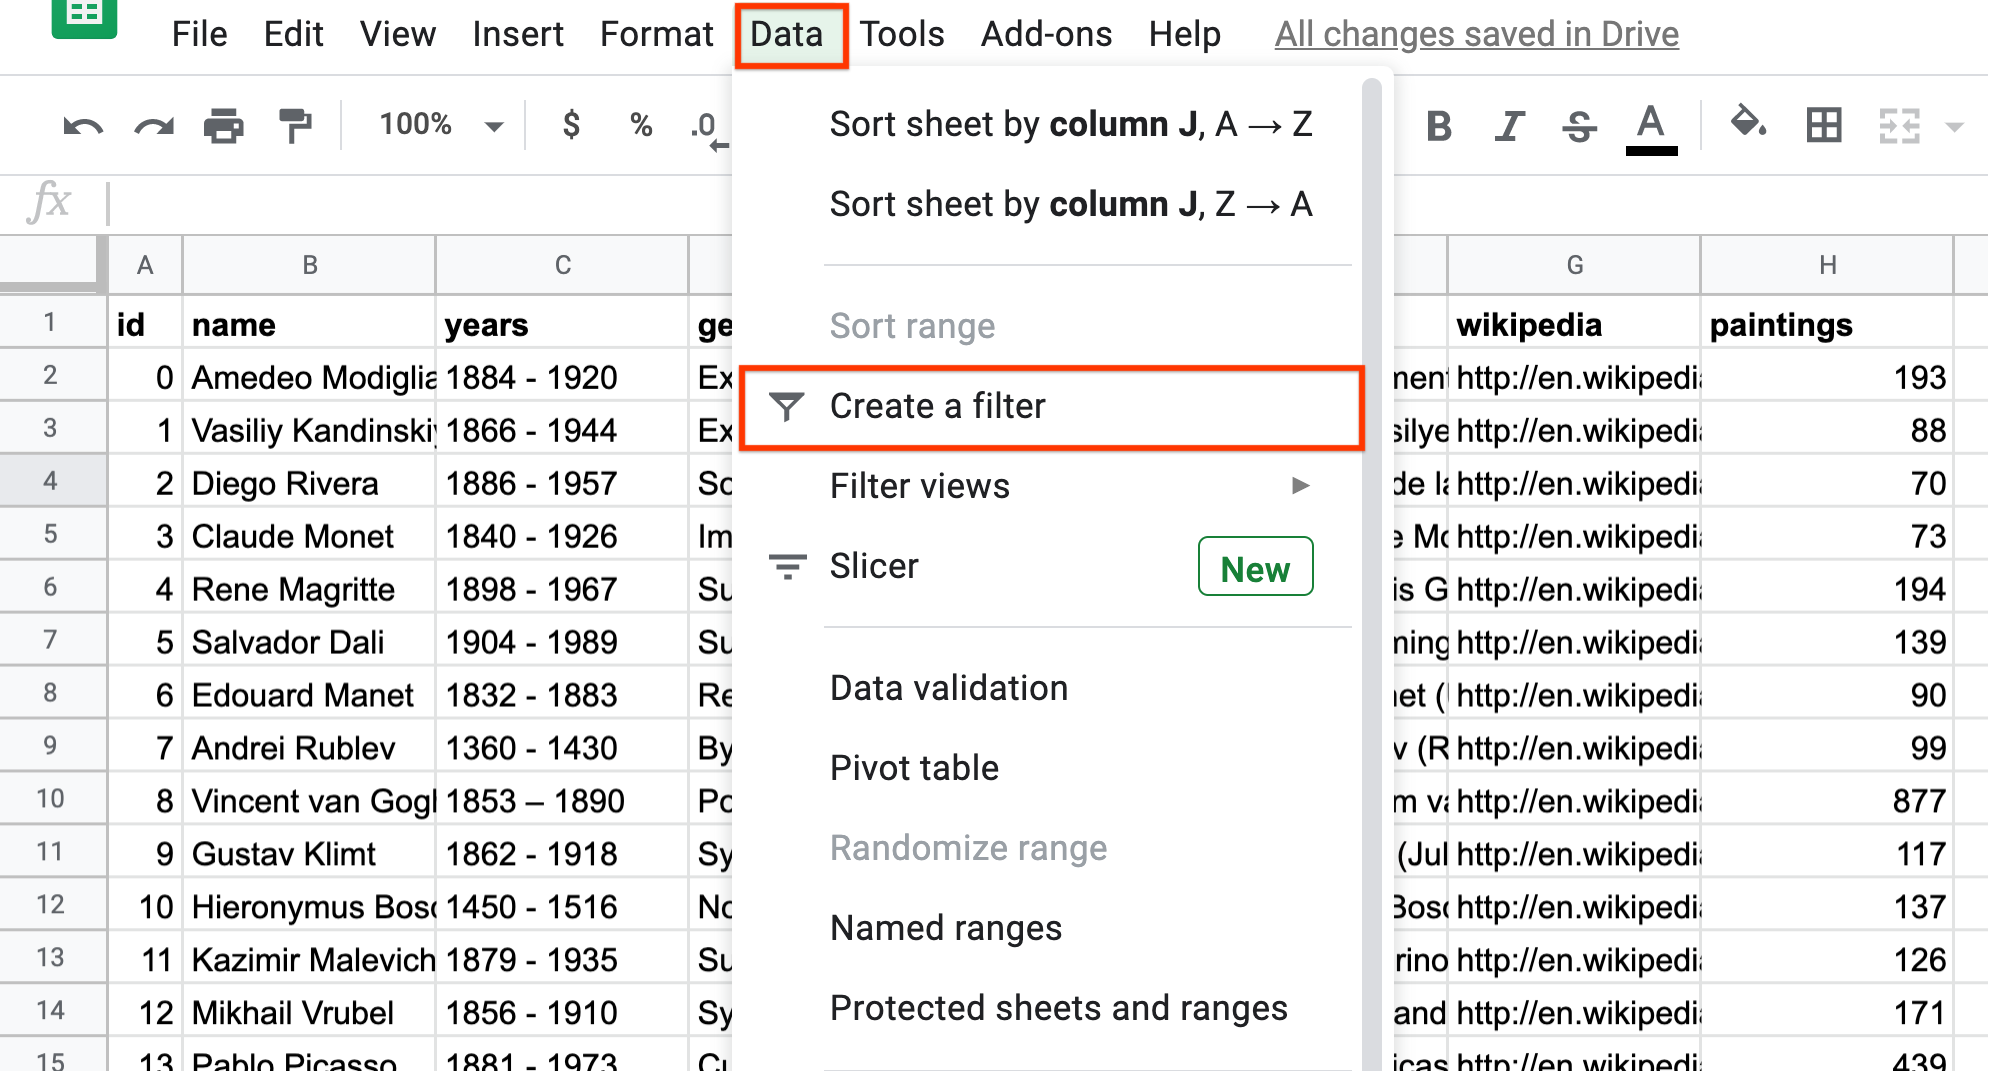 File Edit View Insert Format Data Tools Add-ons Help All changes saved in Drive
100% $ % .0 B I S A
Sort sheet by column J, A → Z
Sort sheet by column J, Z → A
fx
A B C G H
Sort range
Create a filter
Filter views
Slicer New
Data validation
Pivot table
Randomize range
Named ranges
Protected sheets and ranges
1 id name years ge wikipedia paintings
2 0 Amedeo Modiglia 1884 - 1920 Ex ment http://en.wikipedi 193
3 1 Vasiliy Kandinskiy 1866 - 1944 Ex silye http://en.wikipedi 88
4 2 Diego Rivera 1886 - 1957 So de la http://en.wikipedi 70
5 3 Claude Monet 1840 - 1926 Im e Mo http://en.wikipedi 73
6 4 Rene Magritte 1898 - 1967 Su is G http://en.wikipedi 194
7 5 Salvador Dali 1904 - 1989 Su ming http://en.wikipedi 139
8 6 Edouard Manet 1832 - 1883 Re net ( http://en.wikipedi 90
9 7 Andrei Rublev 1360 - 1430 By v (R http://en.wikipedi 99
10 8 Vincent van Gogh 1853 – 1890 Po m va http://en.wikipedi 877
11 9 Gustav Klimt 1862 - 1918 Sy (Jul http://en.wikipedi 117
12 10 Hieronymus Bosc 1450 - 1516 No Bosc http://en.wikipedi 137
13 11 Kazimir Malevich 1879 - 1935 Su rino http://en.wikipedi 126
14 12 Mikhail Vrubel 1856 - 1910 Sy and http://en.wikipedi 171
15 13 Pablo Picasso 1881 - 1973 Cu icas http://en.wikipedi 439